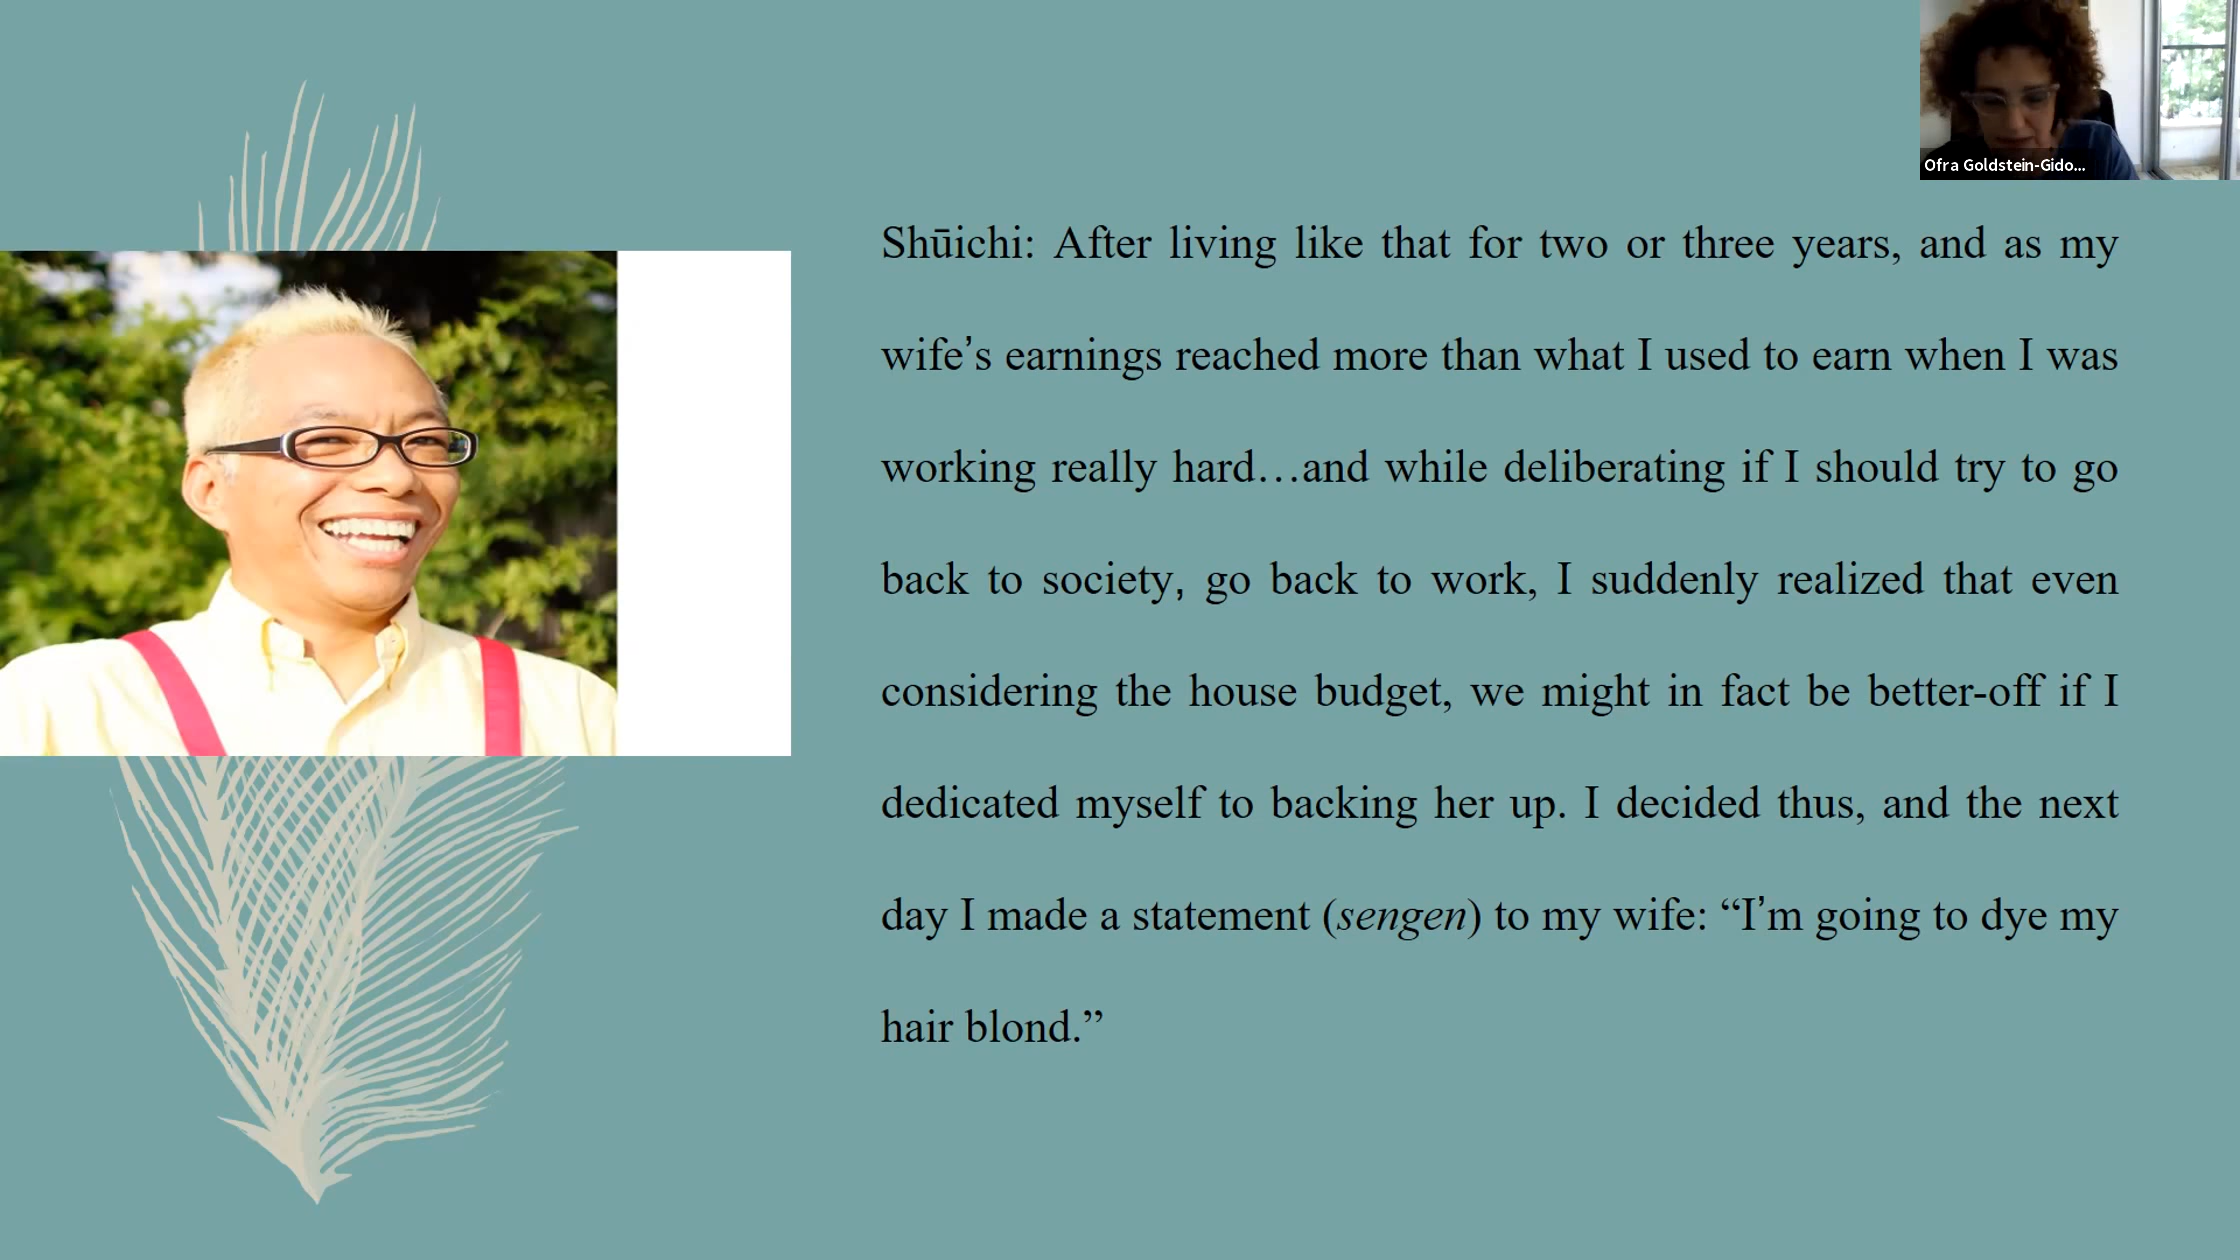 Ofra Goldstein-Gido...
Shūichi: After living like that for two or three years, and as my
wife’s earnings reached more than what I used to earn when I was
working really hard…and while deliberating if I should try to go
back to society, go back to work, I suddenly realized that even
considering the house budget, we might in fact be better-off if I
dedicated myself to backing her up. I decided thus, and the next
day I made a statement (sengen) to my wife: “I’m going to dye my
hair blond.”